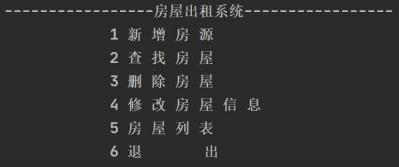 ----------------房屋出租系统----------------
1 新 增 房 源
2 查 找 房 屋
3 删 除 房 屋
4 修 改 房 屋 信 息
5 房 屋 列 表
6 退 出